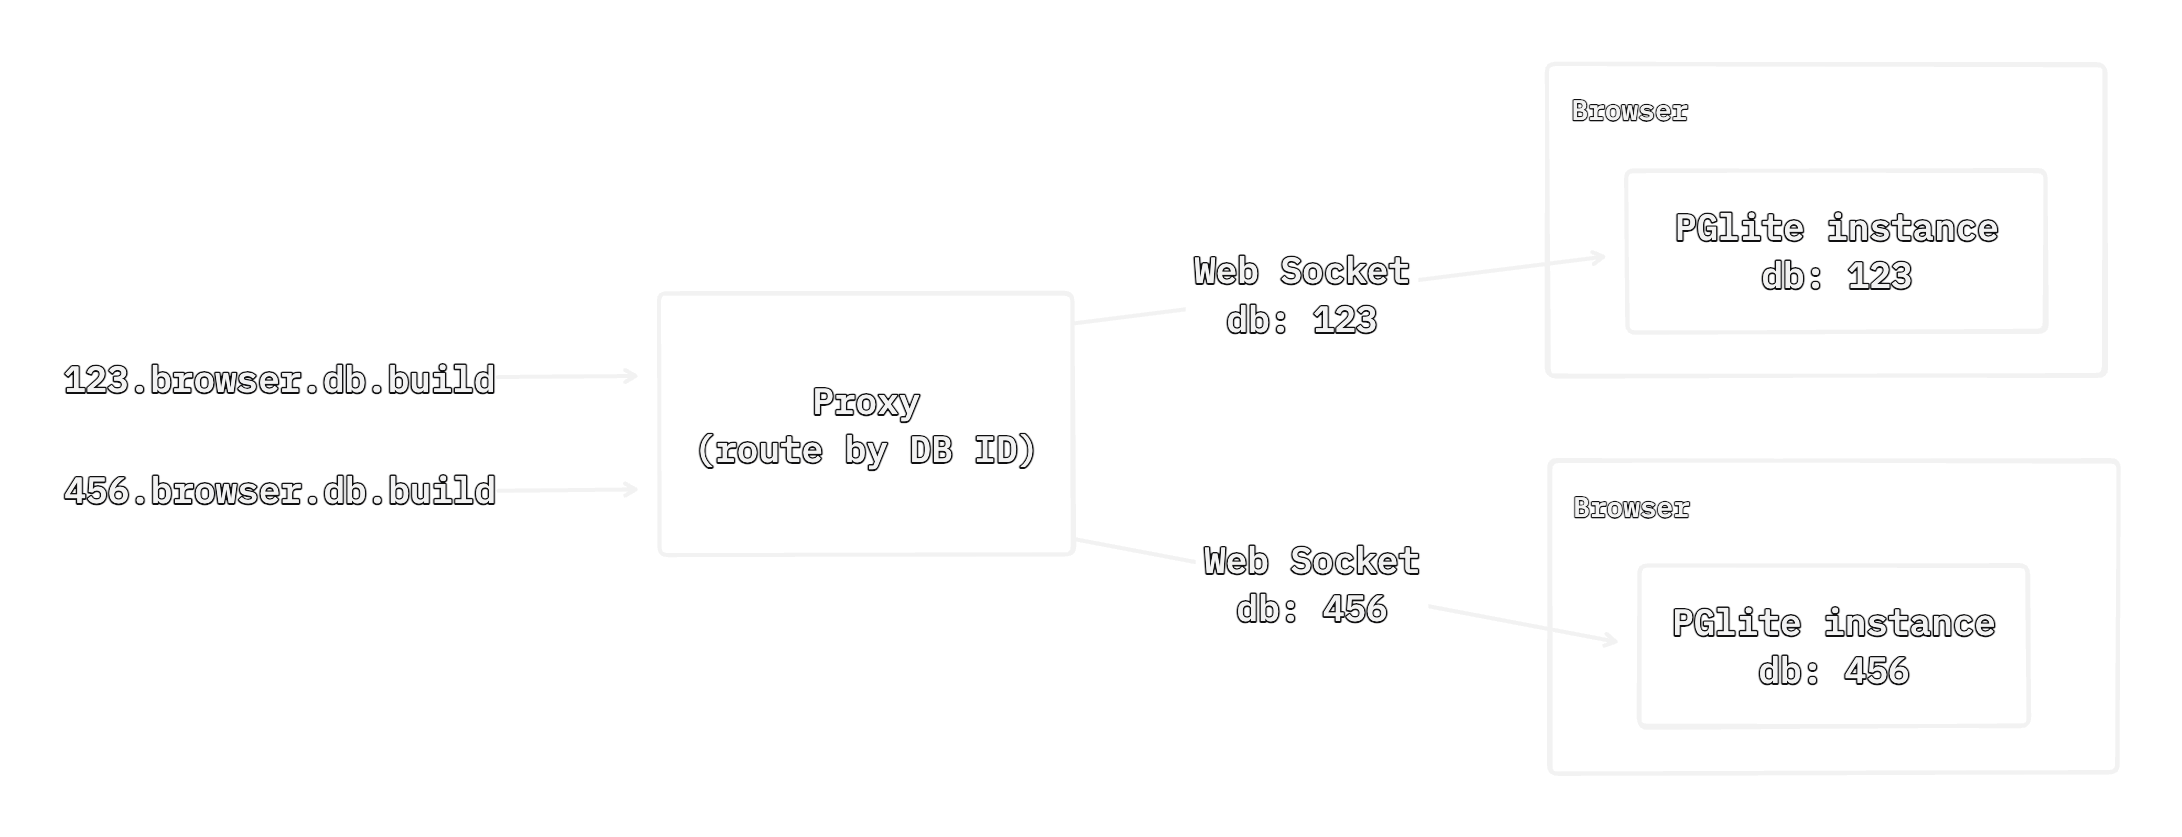 123.browser.db.build
456.browser.db.build
Proxy
(route by DB ID)
Web Socket
db: 123
Web Socket
db: 456
Browser
PGlite instance
db: 123
Browser
PGlite instance
db: 456